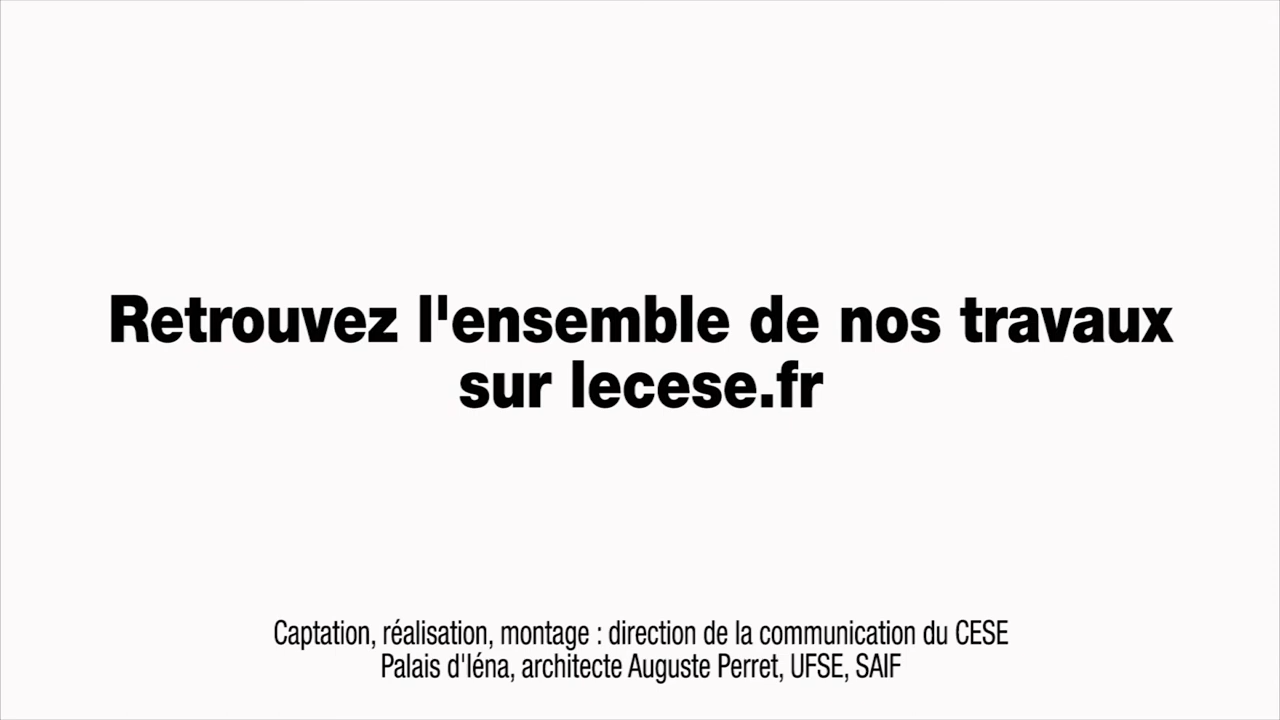 Retrouvez l'ensemble de nos travaux
sur lecese.fr
Captation, réalisation, montage : direction de la communication du CESE
Palais d'Iéna, architecte Auguste Perret, UFSE, SAIF